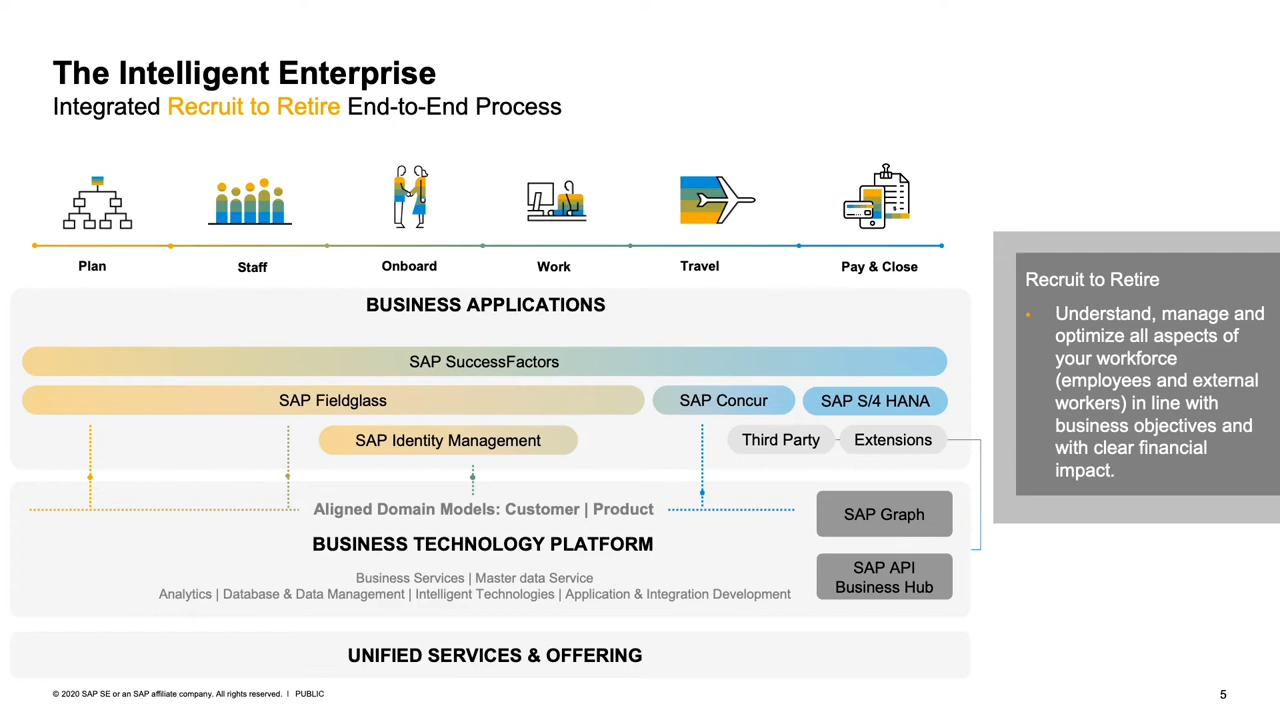 The Intelligent Enterprise
Integrated Recruit to Retire End-to-End Process
Plan
Staff
Onboard
Work
Travel
Pay & Close
BUSINESS APPLICATIONS
SAP SuccessFactors
SAP Fieldglass
SAP Concur
SAP S/4 HANA
SAP Identity Management
Third Party
Extensions
Aligned Domain Models: Customer | Product
BUSINESS TECHNOLOGY PLATFORM
Business Services | Master data Service
Analytics | Database & Data Management | Intelligent Technologies | Application & Integration Development
SAP Graph
SAP API
Business Hub
UNIFIED SERVICES & OFFERING
Recruit to Retire
• Understand, manage and
optimize all aspects of
your workforce
(employees and external
workers) in line with
business objectives and
with clear financial
impact.
© 2020 SAP SE or an SAP affiliate company. All rights reserved. | PUBLIC
5